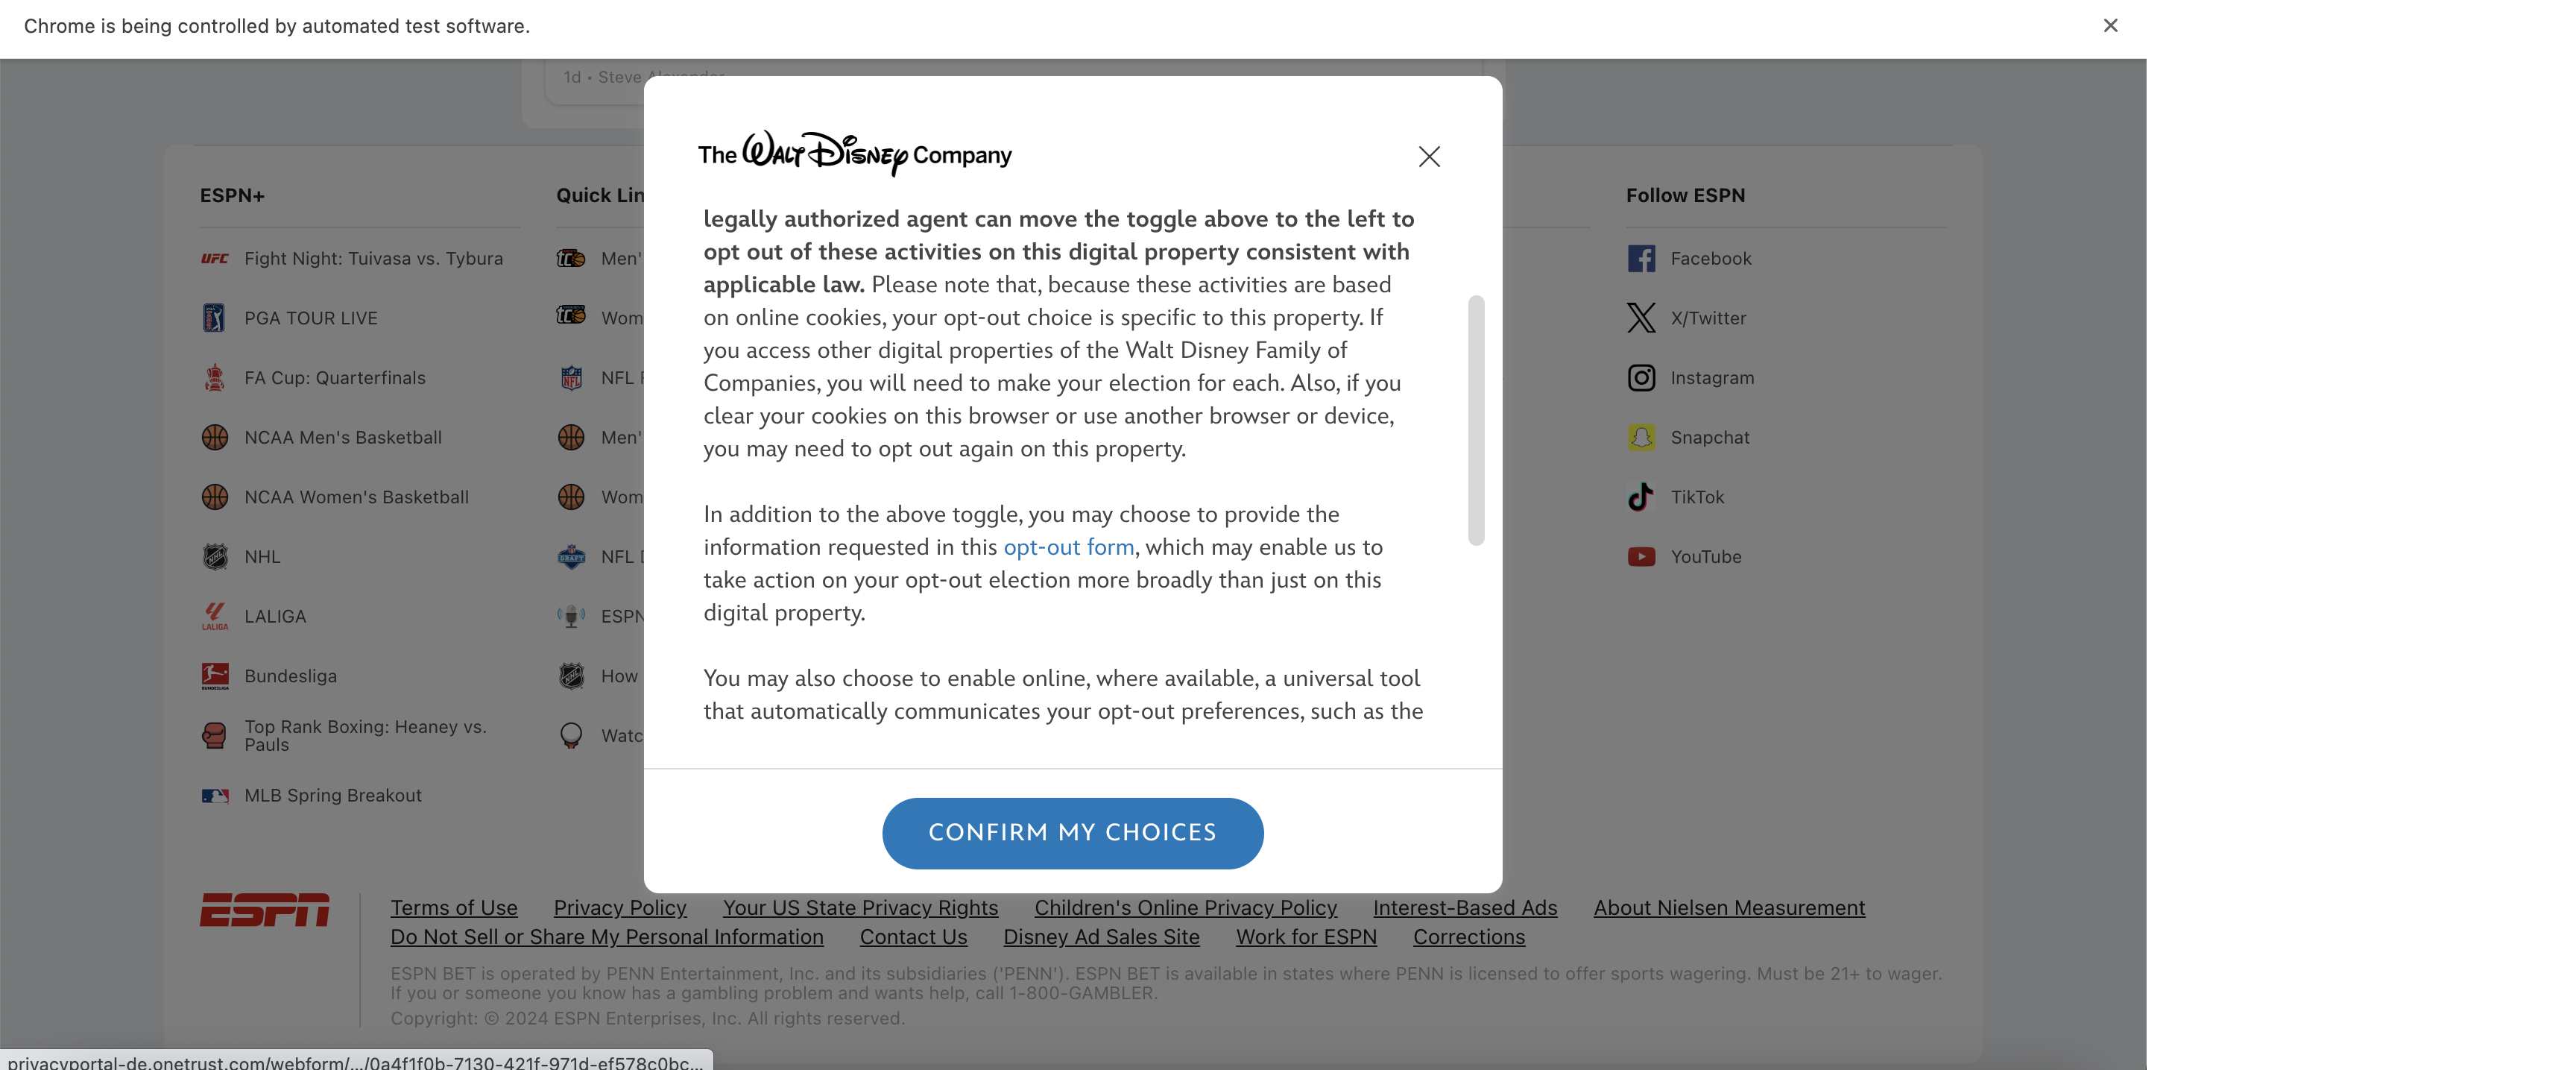 Chrome is being controlled by automated test software.
1d • Steve Alexander
The WALT DISNEY Company
legally authorized agent can move the toggle above to the left to
opt out of these activities on this digital property consistent with
applicable law. Please note that, because these activities are based
on online cookies, your opt-out choice is specific to this property. If
you access other digital properties of the Walt Disney Family of
Companies, you will need to make your election for each. Also, if you
clear your cookies on this browser or use another browser or device,
you may need to opt out again on this property.
In addition to the above toggle, you may choose to provide the
information requested in this opt-out form, which may enable us to
take action on your opt-out election more broadly than just on this
digital property.
You may also choose to enable online, where available, a universal tool
that automatically communicates your opt-out preferences, such as the
CONFIRM MY CHOICES
ESPN+
UFC Fight Night: Tuivasa vs. Tybura
PGA TOUR LIVE
FA Cup: Quarterfinals
NCAA Men's Basketball
NCAA Women's Basketball
NHL
LALIGA
Bundesliga
Top Rank Boxing: Heaney vs.
Pauls
MLB Spring Breakout
Quick Lin
Men'
Wom
NFL
Men'
Wom
NFL
ESPN
How
Watc
Follow ESPN
Facebook
X/Twitter
Instagram
Snapchat
TikTok
YouTube
ESPN
Terms of Use Privacy Policy Your US State Privacy Rights Children's Online Privacy Policy Interest-Based Ads About Nielsen Measurement
Do Not Sell or Share My Personal Information Contact Us Disney Ad Sales Site Work for ESPN Corrections
ESPN BET is operated by PENN Entertainment, Inc. and its subsidiaries ('PENN'). ESPN BET is available in states where PENN is licensed to offer sports wagering. Must be 21+ to wager.
If you or someone you know has a gambling problem and wants help, call 1-800-GAMBLER.
Copyright: © 2024 ESPN Enterprises, Inc. All rights reserved.
privacyportal-de.onetrust.com/webform/.../0a4f1f0b-7130-421f-971d-ef578c0bc...